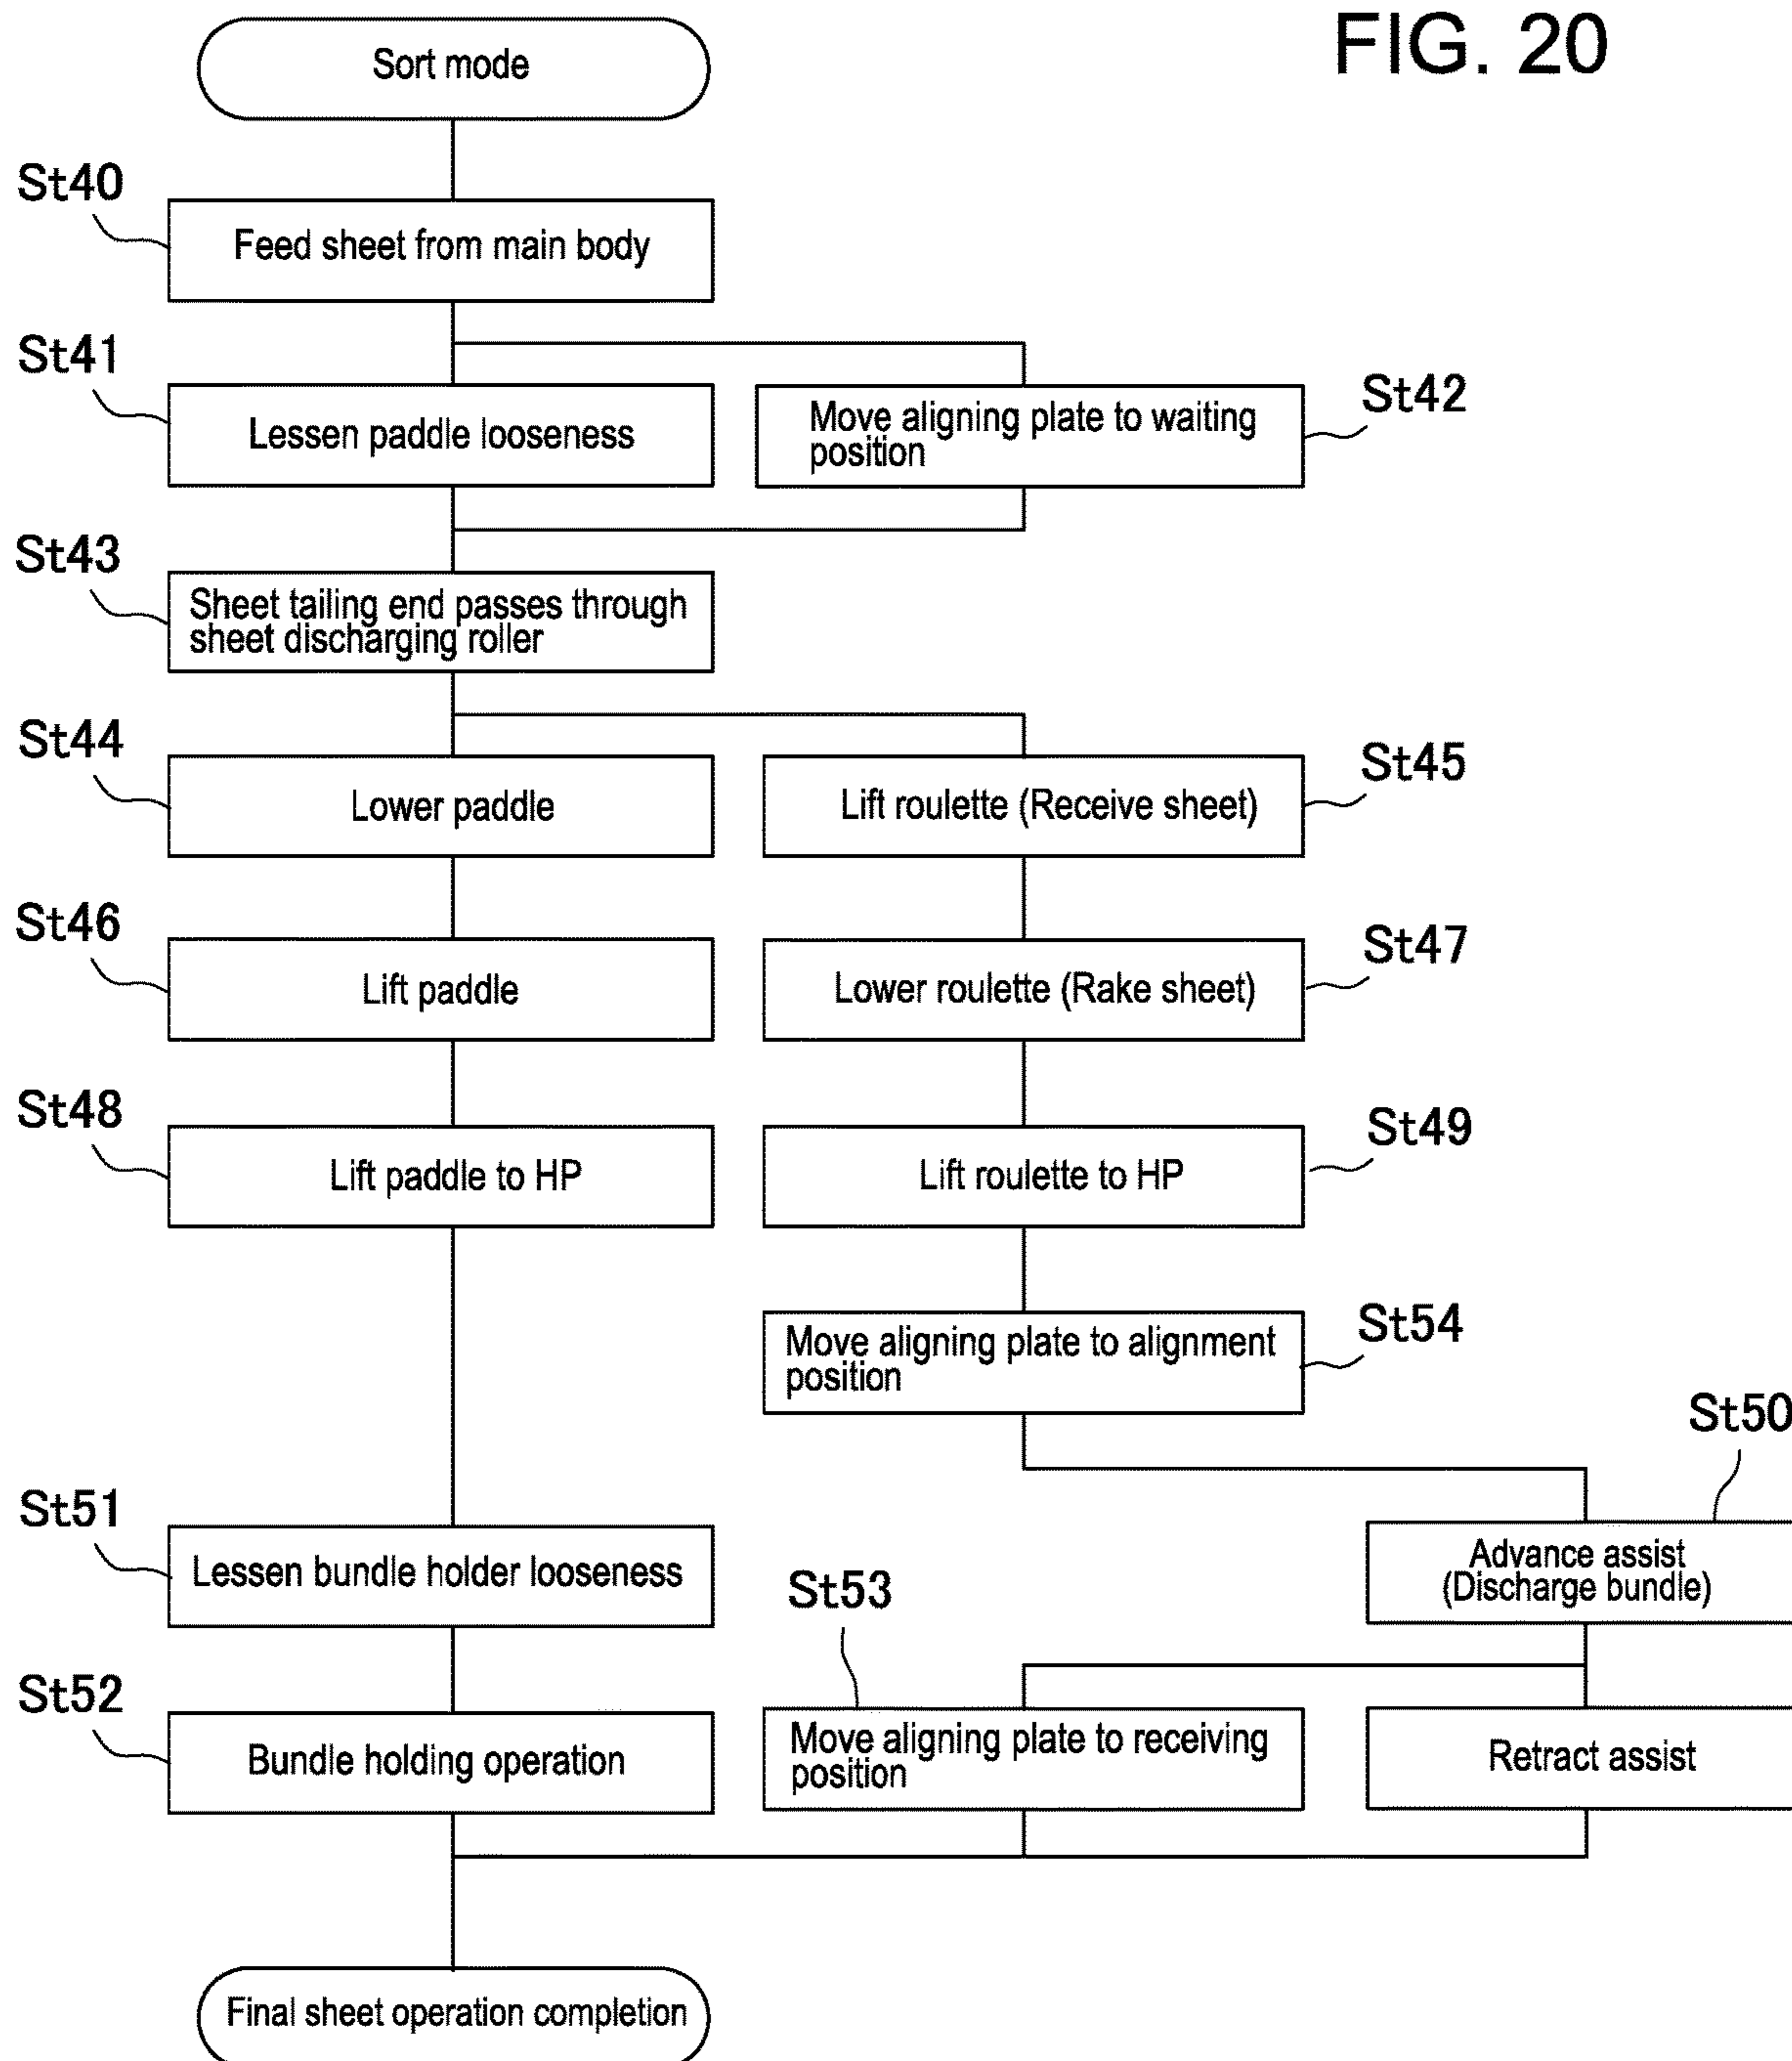 FIG. 20
Sort mode
St40
Feed sheet from main body
St41
Lessen paddle looseness
St42
Move aligning plate to waiting
position
St43
Sheet tailing end passes through
sheet discharging roller
St44
Lower paddle
St45
Lift roulette (Receive sheet)
St46
Lift paddle
St47
Lower roulette (Rake sheet)
St48
Lift paddle to HP
St49
Lift roulette to HP
St54
Move aligning plate to alignment
position
St50
Advance assist
(Discharge bundle)
St51
Lessen bundle holder looseness
St53
Move aligning plate to receiving
position
Retract assist
St52
Bundle holding operation
Final sheet operation completion